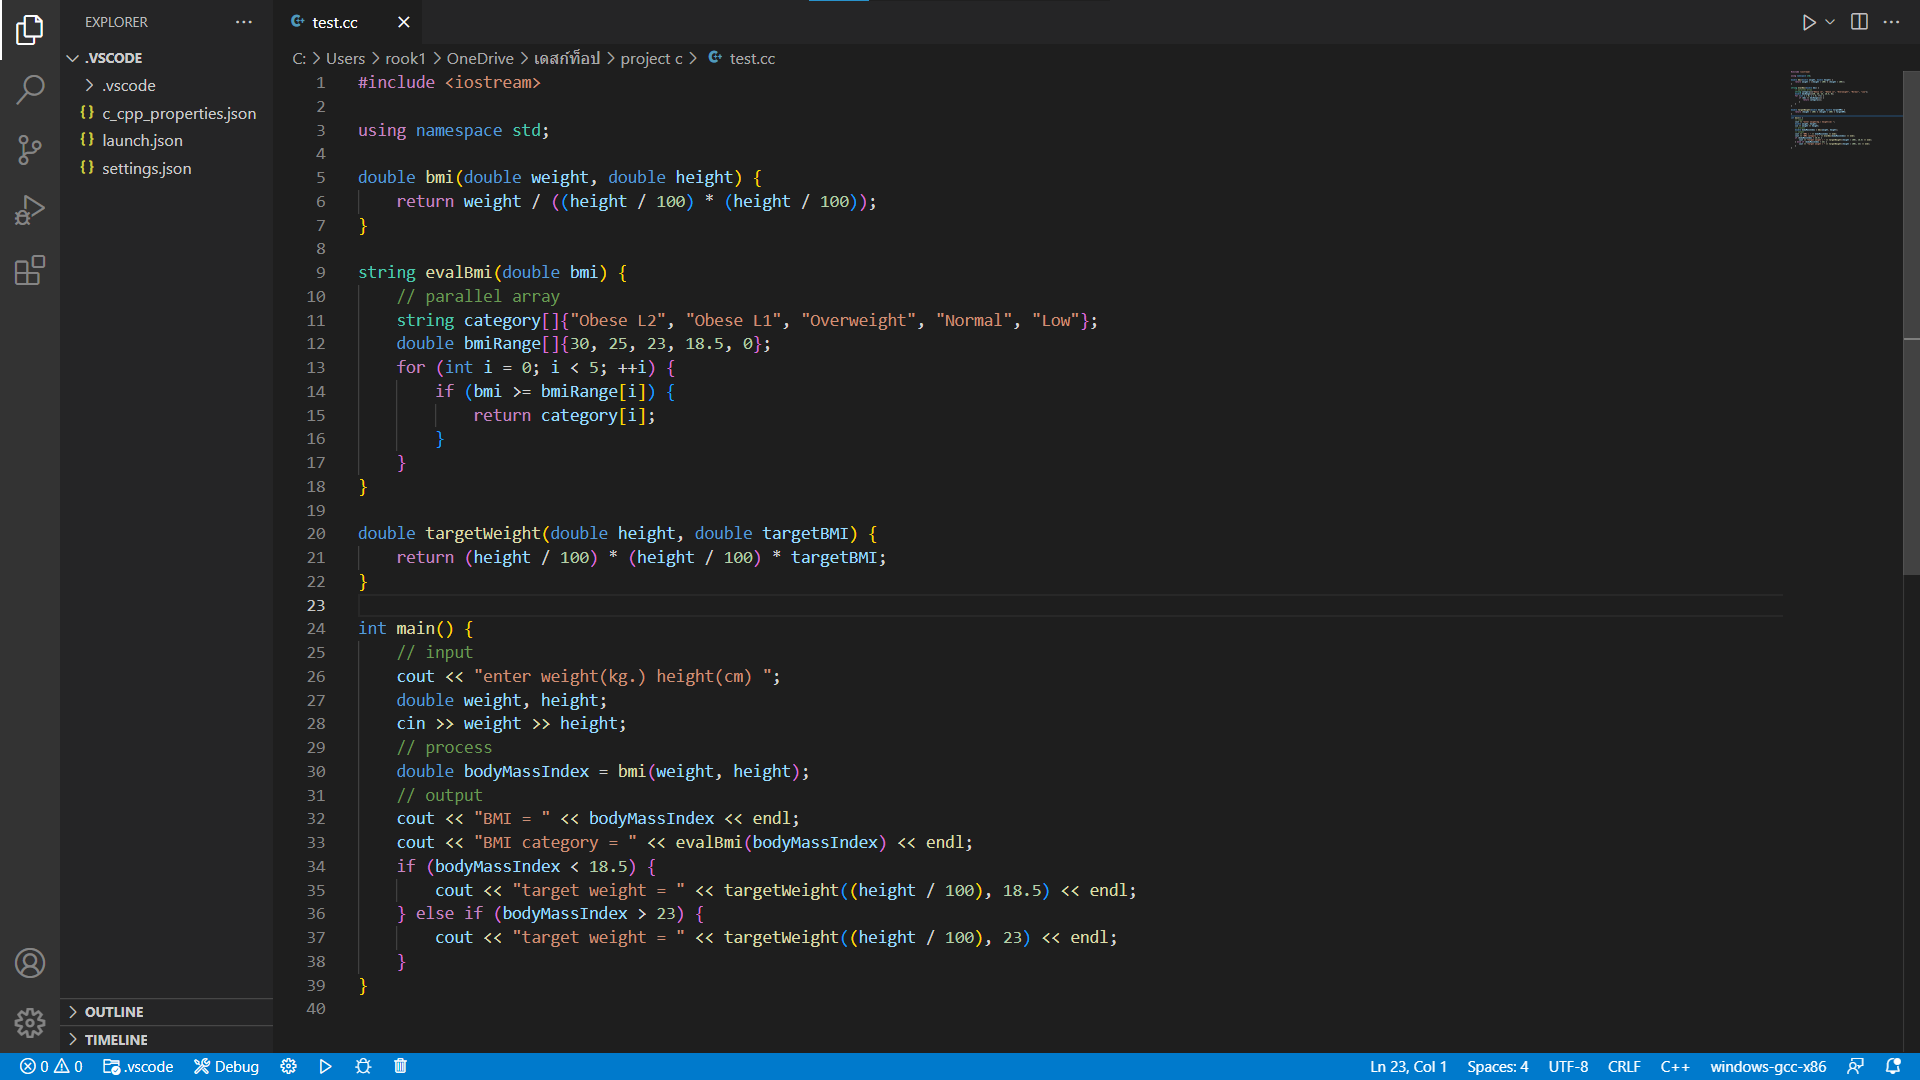 EXPLORER
.VSCODE
.vscode
c_cpp_properties.json
launch.json
settings.json
OUTLINE
TIMELINE
test.cc
C: > Users > rook1 > OneDrive > เดสก์ท็อป > project c > test.cc
1 #include <iostream>
2
3 using namespace std;
4
5 double bmi(double weight, double height) {
6     return weight / ((height / 100) * (height / 100));
7 }
8
9 string evalBmi(double bmi) {
10     // parallel array
11     string category[]{"Obese L2", "Obese L1", "Overweight", "Normal", "Low"};
12     double bmiRange[]{30, 25, 23, 18.5, 0};
13     for (int i = 0; i < 5; ++i) {
14         if (bmi >= bmiRange[i]) {
15             return category[i];
16         }
17     }
18 }
19
20 double targetWeight(double height, double targetBMI) {
21     return (height / 100) * (height / 100) * targetBMI;
22 }
23
24 int main() {
25     // input
26     cout << "enter weight(kg.) height(cm) ";
27     double weight, height;
28     cin >> weight >> height;
29     // process
30     double bodyMassIndex = bmi(weight, height);
31     // output
32     cout << "BMI = " << bodyMassIndex << endl;
33     cout << "BMI category = " << evalBmi(bodyMassIndex) << endl;
34     if (bodyMassIndex < 18.5) {
35         cout << "target weight = " << targetWeight((height / 100), 18.5) << endl;
36     } else if (bodyMassIndex > 23) {
37         cout << "target weight = " << targetWeight((height / 100), 23) << endl;
38     }
39 }
40
0 0 .vscode Debug Ln 23, Col 1 Spaces: 4 UTF-8 CRLF C++ windows-gcc-x86